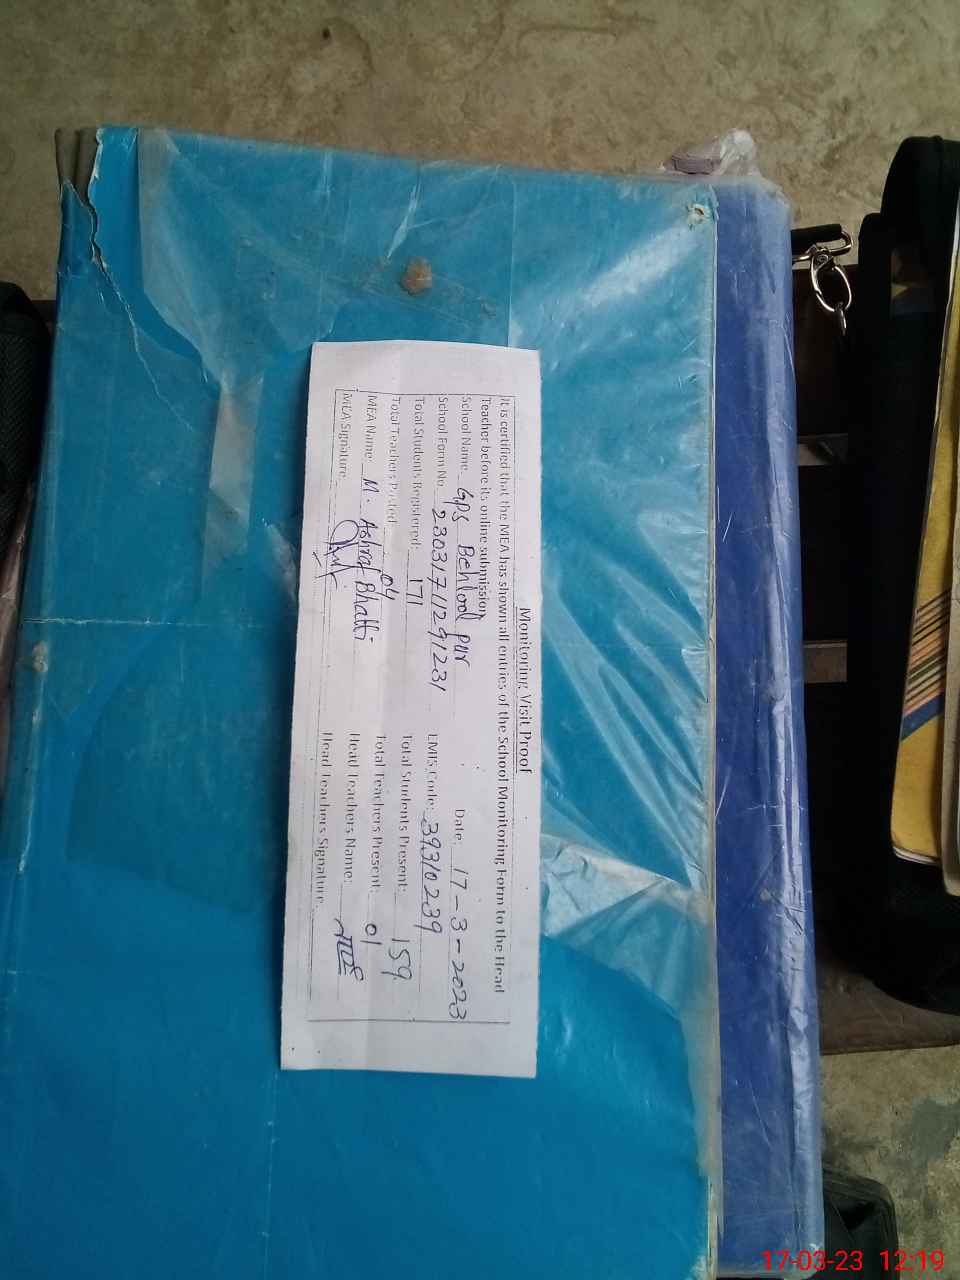 Monitoring Visit Proof
It is certified that the MEA has shown all entries of the School Monitoring Form to the Head
Teacher before its online submission
School Name: Gps Behlool pur Date: 17-3-2023
School Form No 23031711291231 EMIS Code: 39310239
Total Students Registered: 171 Total Students Present: 159
Total Teachers Posted: 04 Total Teachers Present: 01
MEA Name: M. Ashraf Bhatti Head Teachers Name:
MEA Signature: Head Teachers Signature:
17-03-23 12:19